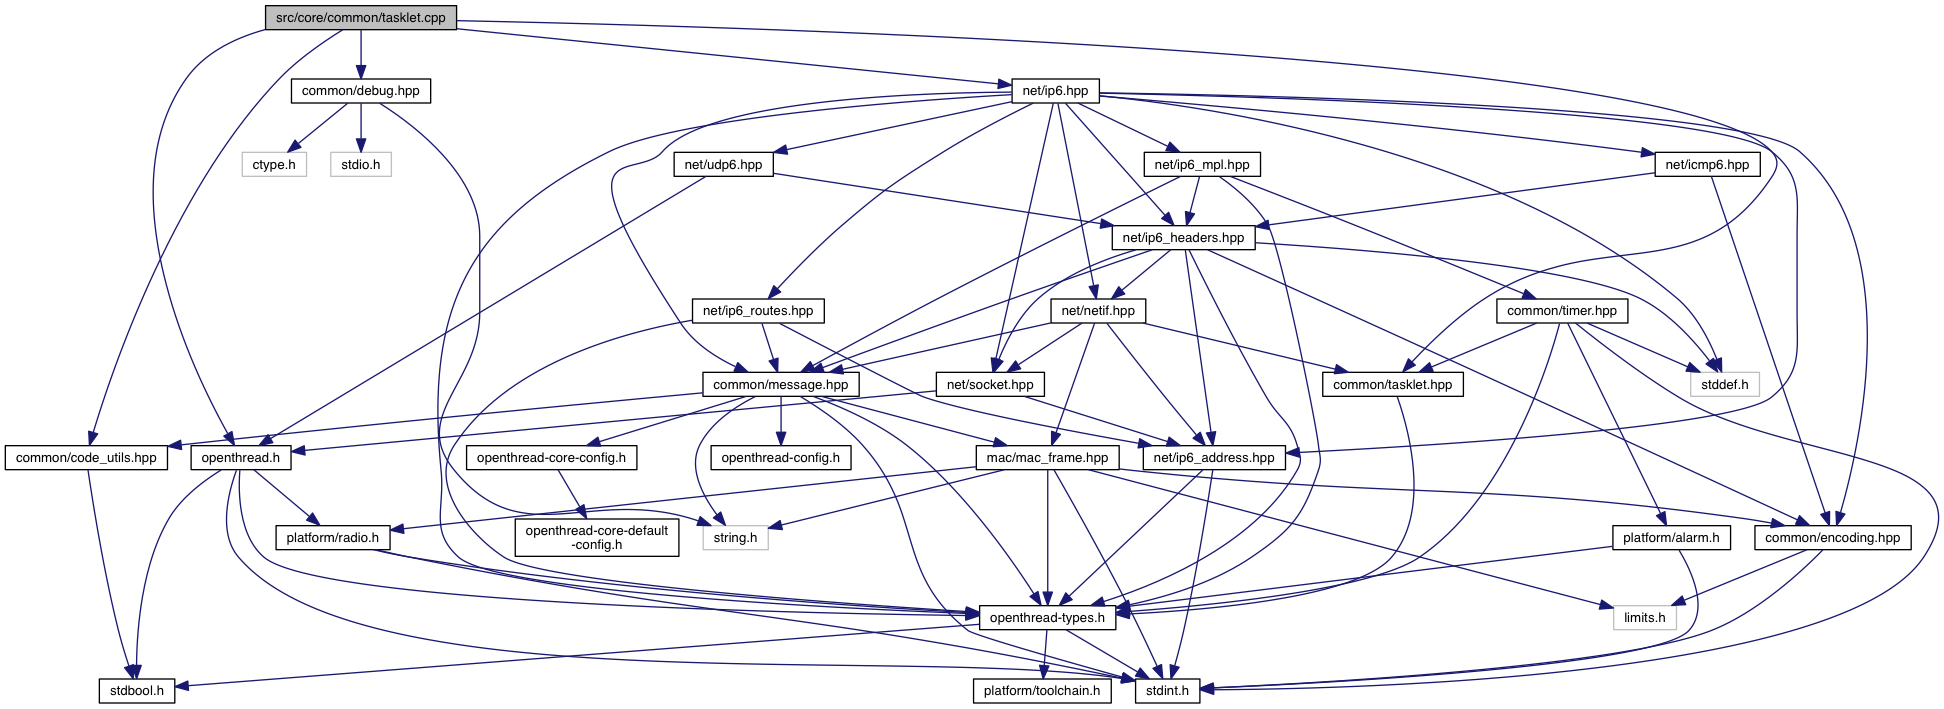 src/core/common/tasklet.cpp
common/debug.hpp
net/ip6.hpp
ctype.h
stdio.h
net/udp6.hpp
net/ip6_mpl.hpp
net/icmp6.hpp
net/ip6_headers.hpp
net/ip6_routes.hpp
net/netif.hpp
common/timer.hpp
common/message.hpp
net/socket.hpp
common/tasklet.hpp
stddef.h
common/code_utils.hpp
openthread.h
openthread-core-config.h
openthread-config.h
mac/mac_frame.hpp
net/ip6_address.hpp
platform/radio.h
openthread-core-default
-config.h
string.h
platform/alarm.h
common/encoding.hpp
openthread-types.h
limits.h
stdbool.h
platform/toolchain.h
stdint.h